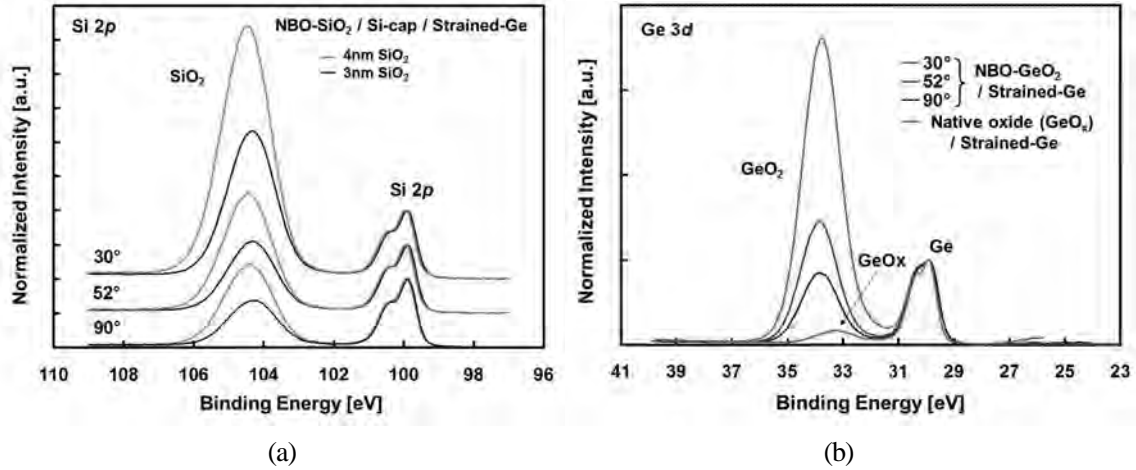 Si 2p
NBO-SiO₂ / Si-cap / Strained-Ge
4nm SiO₂
3nm SiO₂
SiO₂
Si 2p
30°
52°
90°
110 108 106 104 102 100 98 96
Binding Energy [eV]
Normalized Intensity [a.u.]
(a)
Ge 3d
30°
52°
90°
NBO-GeO₂
/ Strained-Ge
Native oxide (GeOₓ)
/ Strained-Ge
GeO₂
GeOx
Ge
41 39 37 35 33 31 29 27 25 23
Binding Energy [eV]
Normalized Intensity [a.u.]
(b)